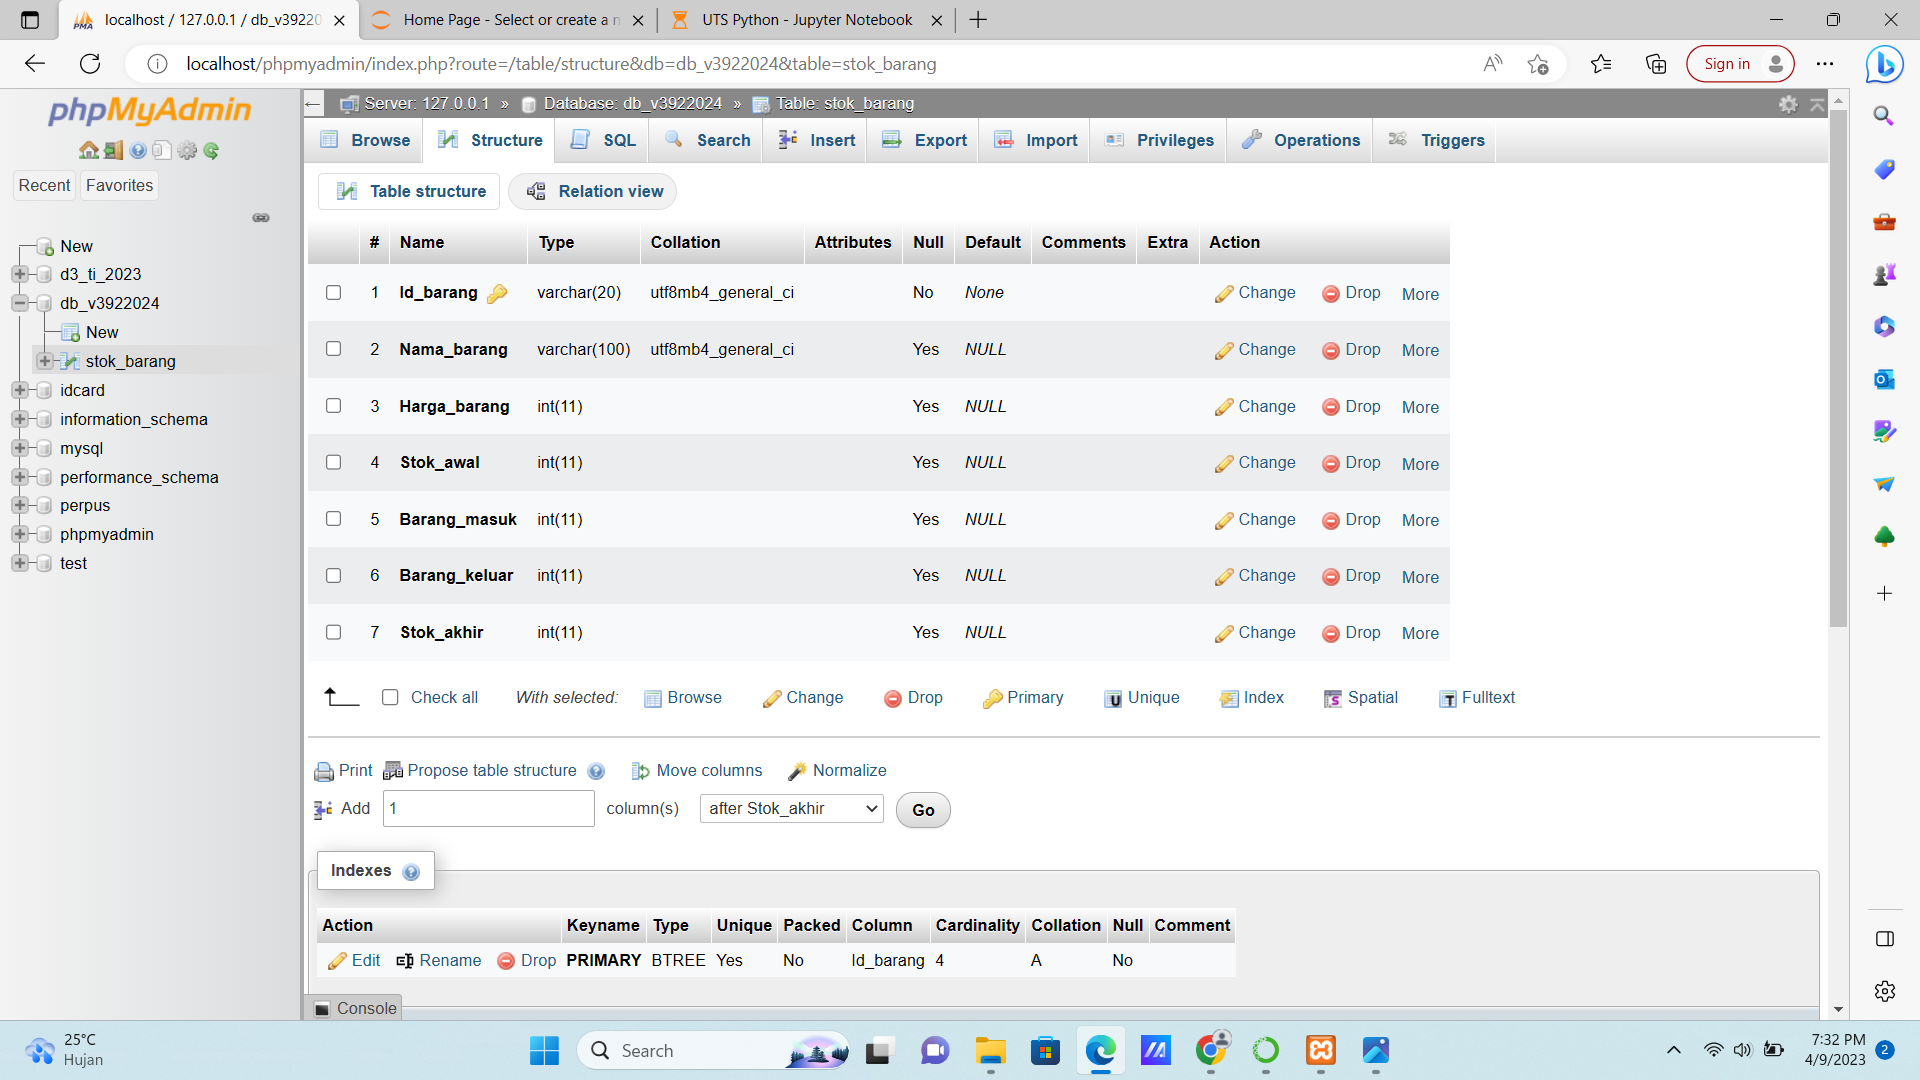 localhost / 127.0.0.1 / db_v39220
Home Page - Select or create a n
UTS Python - Jupyter Notebook
localhost/phpmyadmin/index.php?route=/table/structure&db=db_v3922024&table=stok_barang
Sign in
phpMyAdmin
Recent Favorites
New
d3_ti_2023
db_v3922024
New
stok_barang
idcard
information_schema
mysql
performance_schema
perpus
phpmyadmin
test
Server: 127.0.0.1 » Database: db_v3922024 » Table: stok_barang
Browse Structure SQL Search Insert Export Import Privileges Operations Triggers
Table structure Relation view
# Name Type Collation Attributes Null Default Comments Extra Action
1 Id_barang varchar(20) utf8mb4_general_ci No None Change Drop More
2 Nama_barang varchar(100) utf8mb4_general_ci Yes NULL Change Drop More
3 Harga_barang int(11) Yes NULL Change Drop More
4 Stok_awal int(11) Yes NULL Change Drop More
5 Barang_masuk int(11) Yes NULL Change Drop More
6 Barang_keluar int(11) Yes NULL Change Drop More
7 Stok_akhir int(11) Yes NULL Change Drop More
Check all With selected: Browse Change Drop Primary Unique Index Spatial Fulltext
Print Propose table structure Move columns Normalize
Add 1 column(s) after Stok_akhir Go
Indexes
Action Keyname Type Unique Packed Column Cardinality Collation Null Comment
Edit Rename Drop PRIMARY BTREE Yes No Id_barang 4 A No
Console
25°C
Hujan
Search
7:32 PM
4/9/2023
2